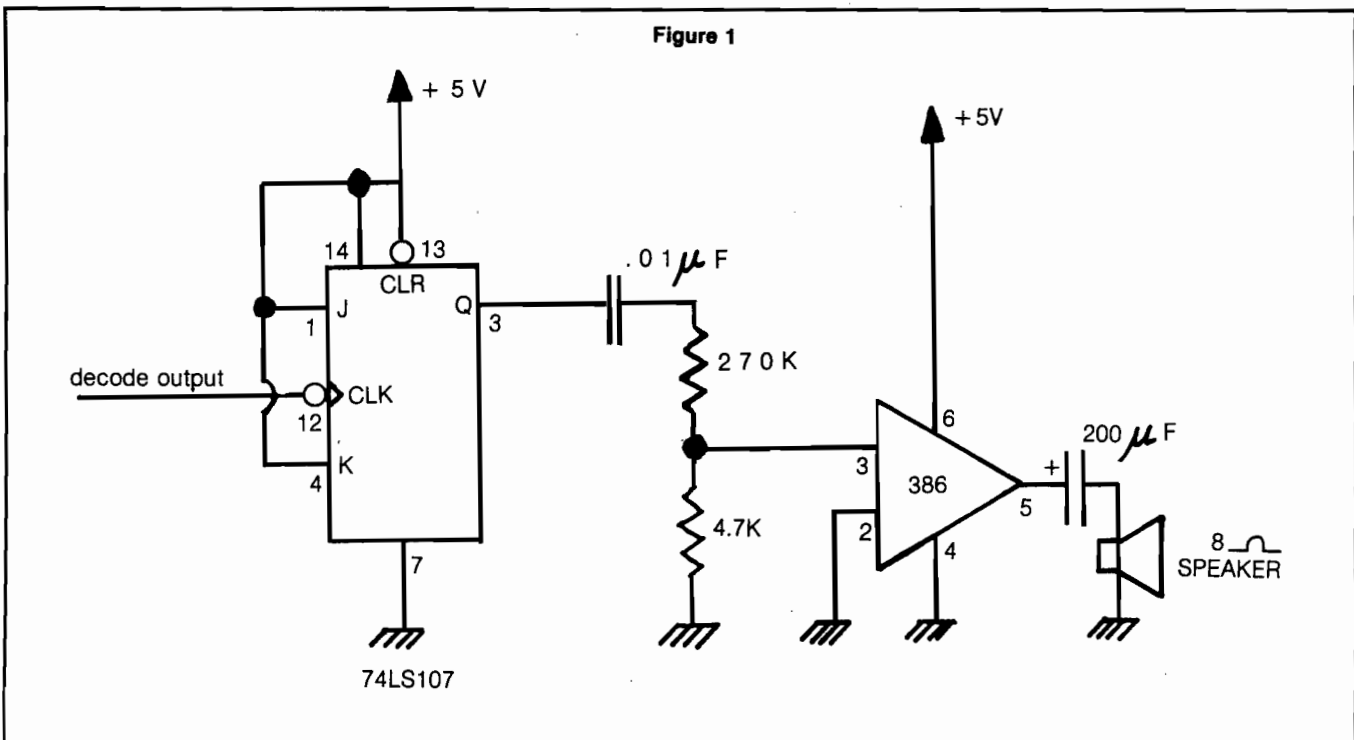 Figure 1
+ 5 V
+5V
14
13
CLR
.01 μ F
J
Q
1
3
270K
decode output
CLK
12
K
4
6
3
386
200 μ F
+
5
2
4
4.7K
8 Ω
SPEAKER
7
74LS107